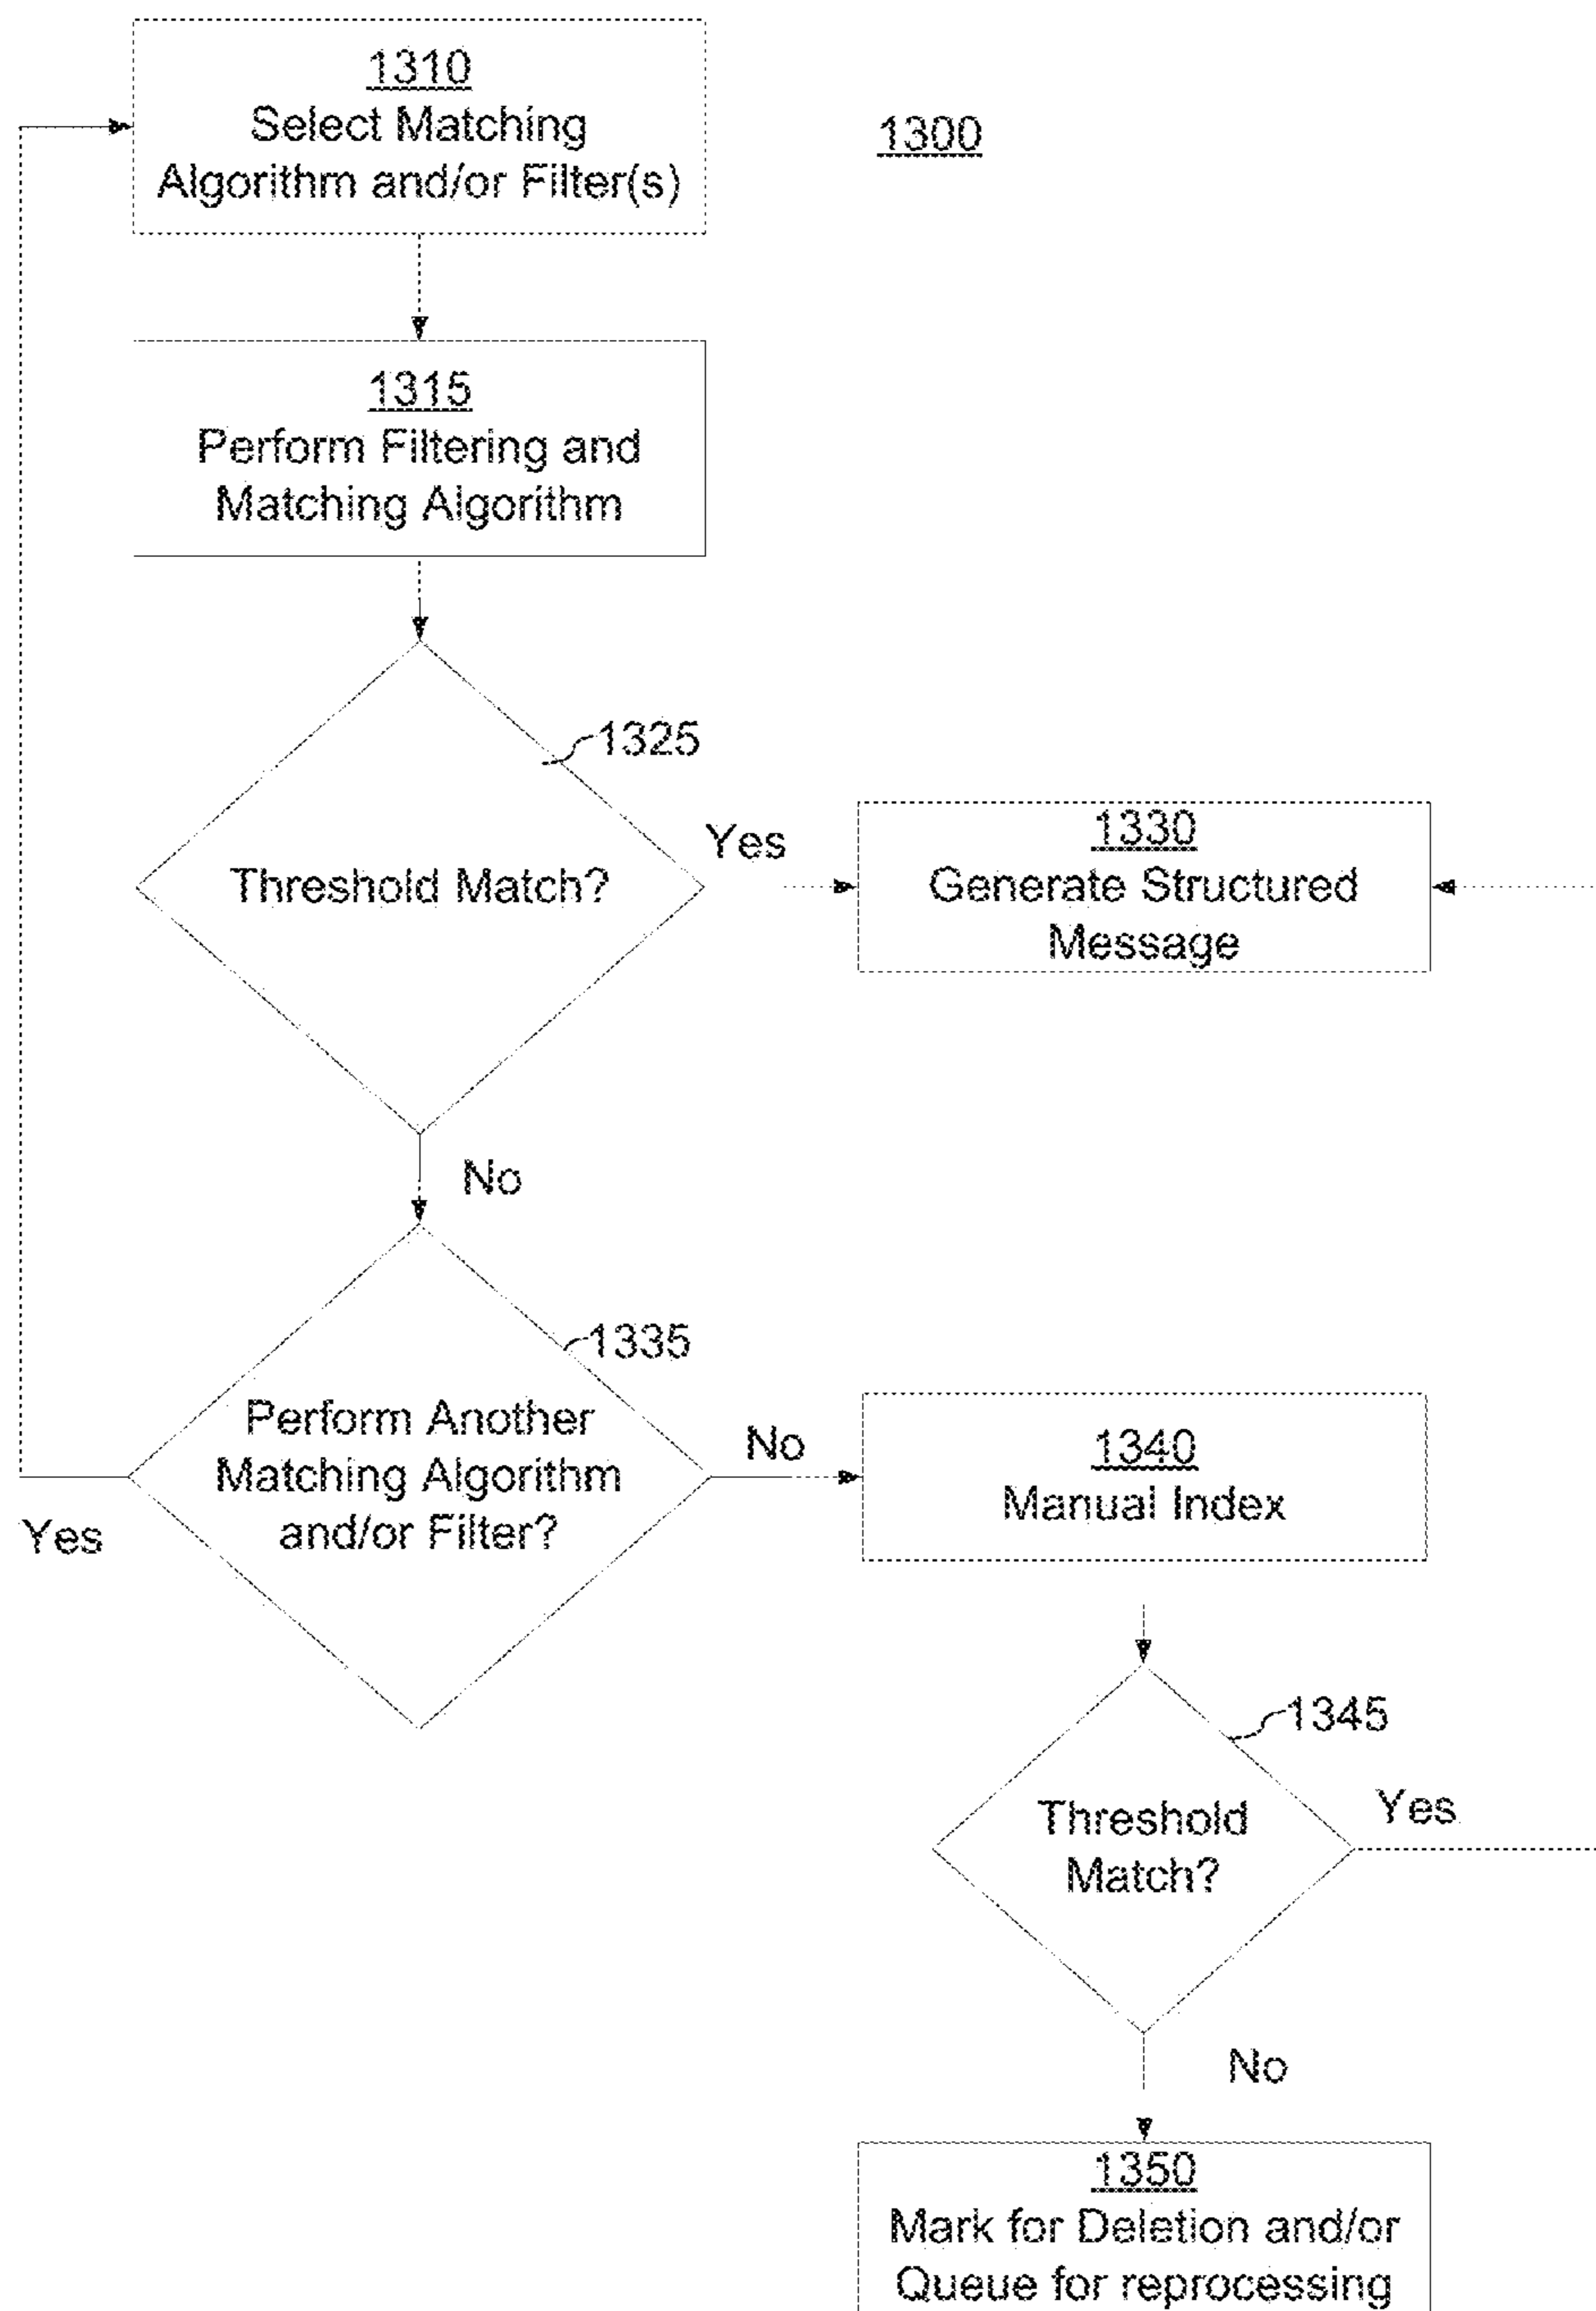 1310
Select Matching
Algorithm and/or Filter(s)
1300
1315
Perform Filtering and
Matching Algorithm
1325
Threshold Match?
Yes
1330
Generate Structured
Message
No
1335
Perform Another
Matching Algorithm
and/or Filter?
Yes
No
1340
Manual Index
1345
Threshold
Match?
Yes
No
1350
Mark for Deletion and/or
Queue for reprocessing